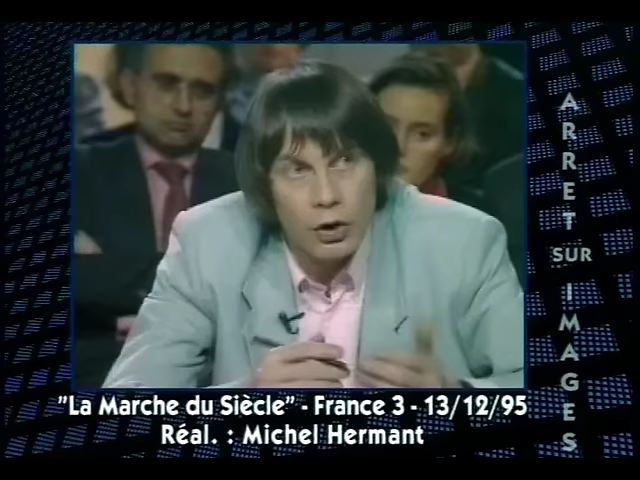 "La Marche du Siècle" - France 3 - 13/12/95
Réal. : Michel Hermant
ARRET
SUR
IMAGES